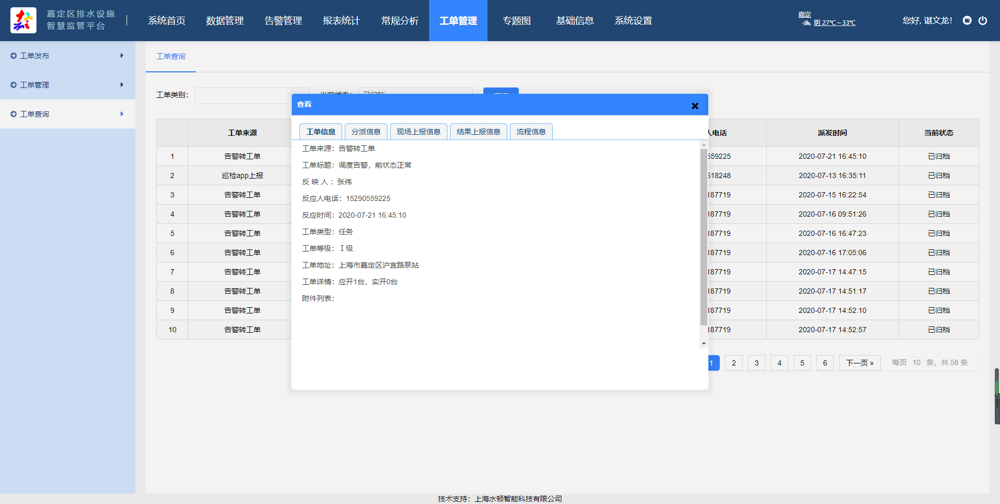 嘉定区排水设施
智慧监管平台
系统首页 数据管理 告警管理 报表统计 常规分析 工单管理 专题图 基础信息 系统设置
嘉定
阴 27℃～33℃
您好, 谌文龙!
工单发布
工单管理
工单查询
工单查询
工单类别：
查看
工单信息 分派信息 现场上报信息 结果上报信息 流程信息
工单来源：告警转工单
工单标题：调度告警，前状态正常
反 映 人 ：张伟
反应人电话：15290559225
反应时间：2020-07-21 16:45:10
工单类型：任务
工单等级：Ⅰ级
工单地址：上海市嘉定区沪宜路泵站
工单详情：应开1台，实开0台
附件列表：
工单来源 人电话 派发时间 当前状态
1 告警转工单 559225 2020-07-21 16:45:10 已归档
2 巡检app上报 518248 2020-07-13 16:35:11 已归档
3 告警转工单 187719 2020-07-15 16:22:54 已归档
4 告警转工单 187719 2020-07-16 09:51:26 已归档
5 告警转工单 187719 2020-07-16 16:47:23 已归档
6 告警转工单 187719 2020-07-16 17:05:06 已归档
7 告警转工单 187719 2020-07-17 14:47:15 已归档
8 告警转工单 187719 2020-07-17 14:51:17 已归档
9 告警转工单 187719 2020-07-17 14:52:10 已归档
10 告警转工单 187719 2020-07-17 14:52:57 已归档
1 2 3 4 5 6 下一页 » 每页 10 条，共 58 条
技术支持：上海水顿智能科技有限公司